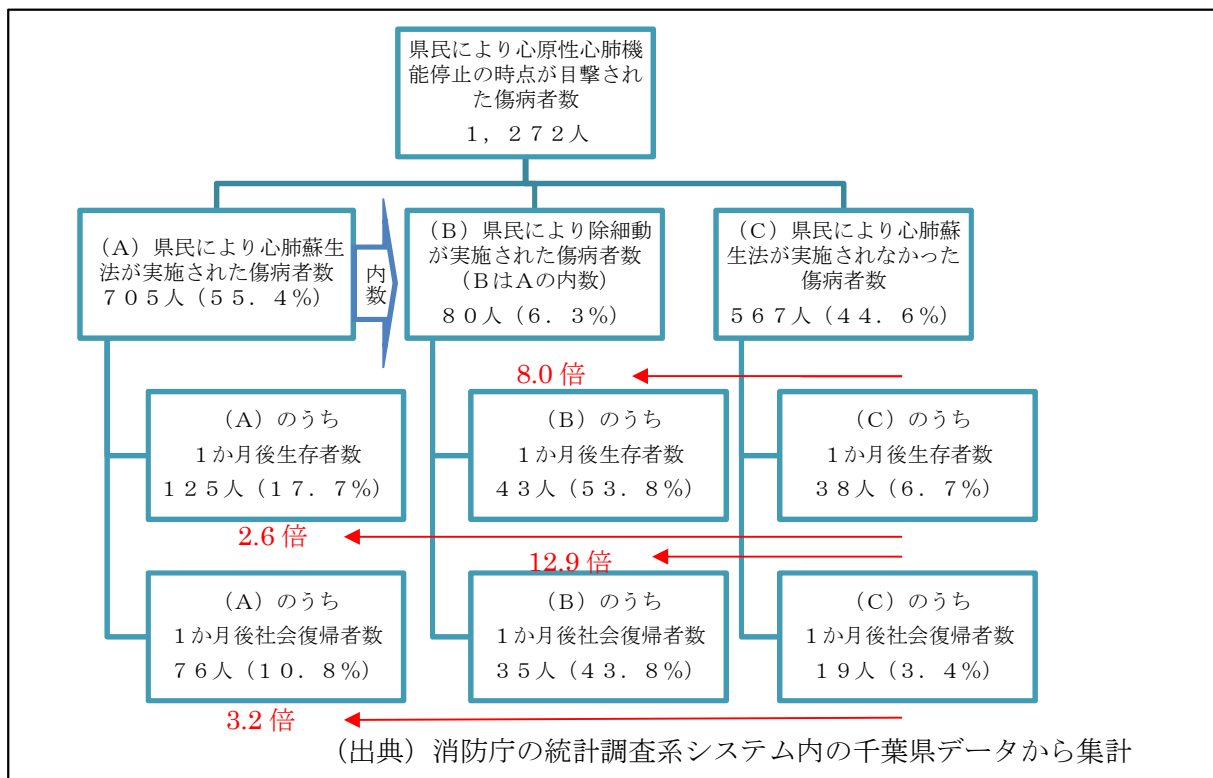 県民により心原性心肺機
能停止の時点が目撃され
た傷病者数
１，２７２人
（Ａ）県民により心肺蘇生
法が実施された傷病者数
７０５人（５５．４％）
内数
（Ｂ）県民により除細動
が実施された傷病者数
（ＢはＡの内数）
８０人（６．３％）
（Ｃ）県民により心肺蘇
生法が実施されなかった
傷病者数
５６７人（４４．６％）
8.0 倍
（Ａ）のうち
１か月後生存者数
１２５人（１７．７％）
（Ｂ）のうち
１か月後生存者数
４３人（５３．８％）
（Ｃ）のうち
１か月後生存者数
３８人（６．７％）
2.6 倍
12.9 倍
（Ａ）のうち
１か月後社会復帰者数
７６人（１０．８％）
（Ｂ）のうち
１か月後社会復帰者数
３５人（４３．８％）
（Ｃ）のうち
１か月後社会復帰者数
１９人（３．４％）
3.2 倍
（出典）消防庁の統計調査系システム内の千葉県データから集計